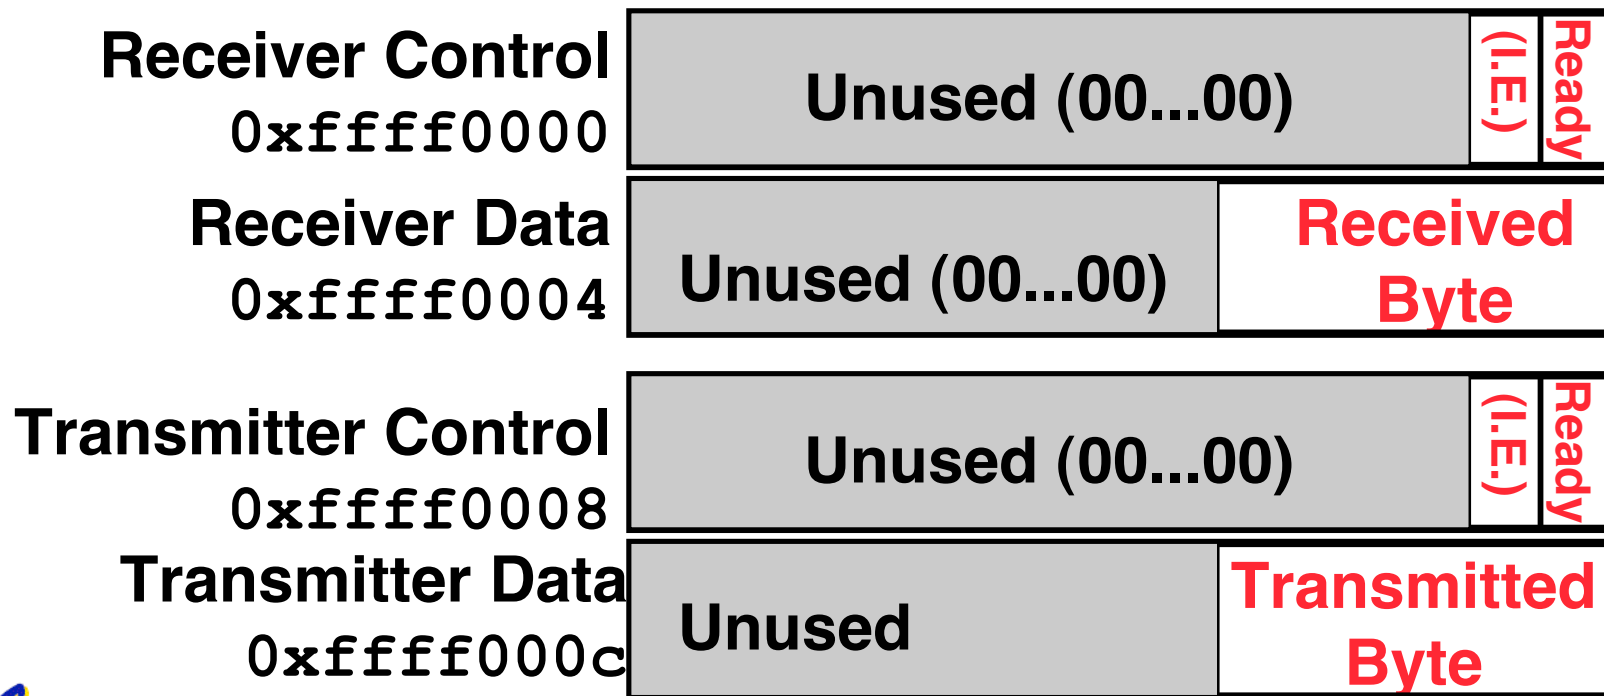 Receiver Control
0xffff0000
Unused (00...00)
(I.E.)
Ready
Receiver Data
0xffff0004
Unused (00...00)
Received
Byte
Transmitter Control
0xffff0008
Unused (00...00)
(I.E.)
Ready
Transmitter Data
0xffff000c
Unused
Transmitted
Byte